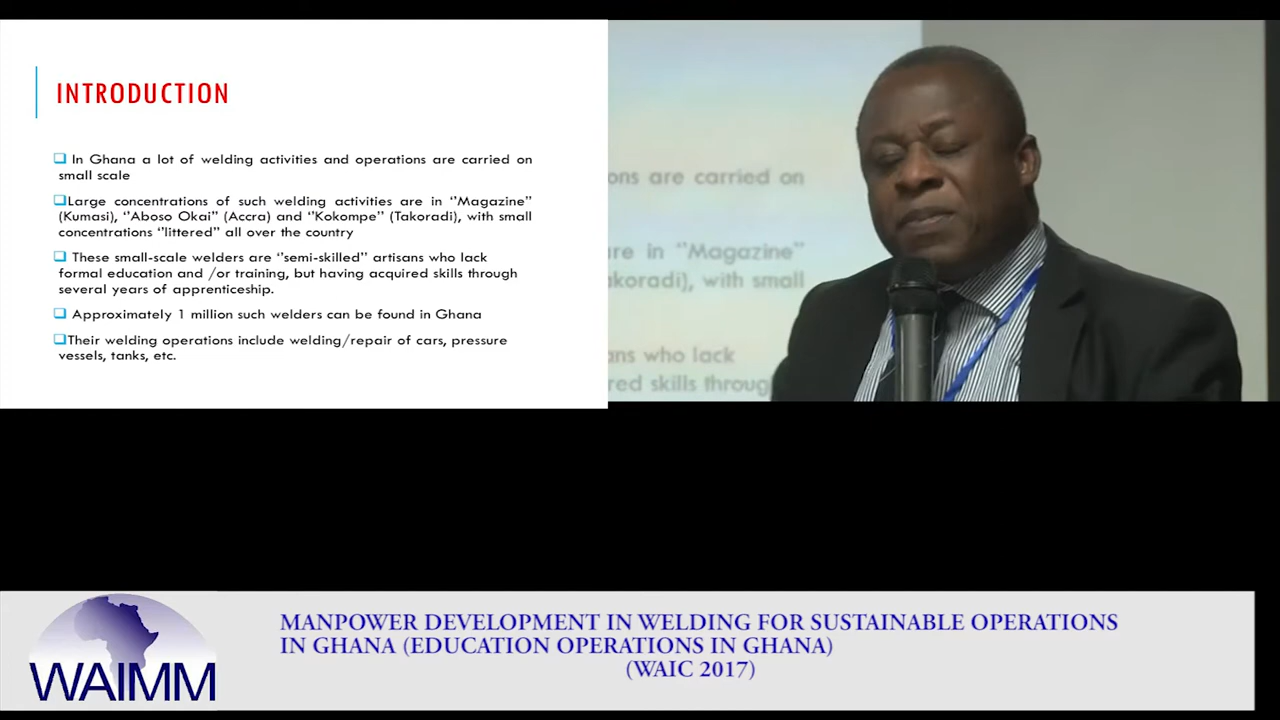 INTRODUCTION
❑ In Ghana a lot of welding activities and operations are carried on
small scale
❑Large concentrations of such welding activities are in ‘’Magazine’’
(Kumasi), ‘’Aboso Okai’’ (Accra) and ‘’Kokompe’’ (Takoradi), with small
concentrations ‘’littered’’ all over the country
❑ These small-scale welders are ‘’semi-skilled’’ artisans who lack
formal education and /or training, but having acquired skills through
several years of apprenticeship.
❑ Approximately 1 million such welders can be found in Ghana
❑Their welding operations include welding/repair of cars, pressure
vessels, tanks, etc.
ons are carried on
re in ‘’Magazine’’
koradi), with small
ans who lack
red skills throug
WAIMM
MANPOWER DEVELOPMENT IN WELDING FOR SUSTAINABLE OPERATIONS
IN GHANA (EDUCATION OPERATIONS IN GHANA)
(WAIC 2017)